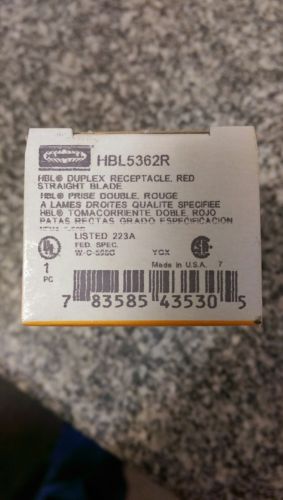 HBL5362R
HBL® DUPLEX RECEPTACLE, RED
STRAIGHT BLADE
HBL® PRISE DOUBLE, ROUGE
A LAMES DROITES QUALITE SPECIFIEE
HBL® TOMACORRIENTE DOBLE, ROJO
PATAS RECTAS GRADO ESPECIFICACION
LISTED 223A
FED. SPEC.
1
PC
Made in U.S.A. 7
7 83585 43530 5